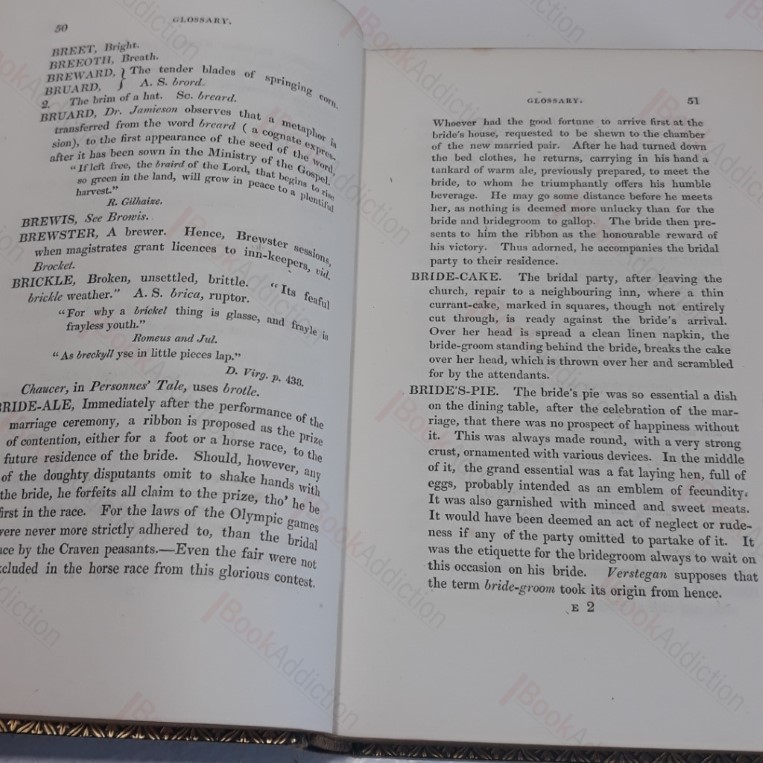 50
GLOSSARY.
BREET, Bright.
BREEOTH, Breath.
BREWARD, } The tender blades of springing corn.
BRUARD, } A. S. brord.
2. The brim of a hat. Sc. breard.
BRUARD, Dr. Jamieson observes that a metaphor is
transferred from the word breard ( a cognate expres-
sion), to the first appearance of the seed of the word,
after it has been sown in the Ministry of the Gospel.
"If left free, the braird of the Lord, that begins to rise
so green in the land, will grow in peace to a plentiful
harvest."
R. Gilhaize.
BREWIS, See Browis.
BREWSTER, A brewer. Hence, Brewster sessions,
when magistrates grant licences to inn-keepers, vid.
Brocket.
BRICKLE, Broken, unsettled, brittle. "Its feaful
brickle weather." A. S. brica, ruptor.
"For why a brickel thing is glasse, and frayle is
frayless youth."
Romeus and Jul.
"As breckyll yse in little pieces lap."
D. Virg. p. 438.
Chaucer, in Personnes' Tale, uses brotle.
BRIDE-ALE, Immediately after the performance of the
marriage ceremony, a ribbon is proposed as the prize
of contention, either for a foot or a horse race, to the
future residence of the bride. Should, however, any
of the doughty disputants omit to shake hands with
the bride, he forfeits all claim to the prize, tho' he be
first in the race. For the laws of the Olympic games
were never more strictly adhered to, than the bridal
race by the Craven peasants.—Even the fair were not
excluded in the horse race from this glorious contest.
GLOSSARY.
51
Whoever had the good fortune to arrive first at the
bride's house, requested to be shewn to the chamber
of the new married pair. After he had turned down
the bed clothes, he returns, carrying in his hand a
tankard of warm ale, previously prepared, to meet the
bride, to whom he triumphantly offers his humble
beverage. He may go some distance before he meets
her, as nothing is deemed more unlucky than for the
bride and bridegroom to gallop. The bride then pre-
sents to him the ribbon as the honourable reward of
his victory. Thus adorned, he accompanies the bridal
party to their residence.
BRIDE-CAKE. The bridal party, after leaving the
church, repair to a neighbouring inn, where a thin
currant-cake, marked in squares, though not entirely
cut through, is ready against the bride's arrival.
Over her head is spread a clean linen napkin, the
bride-groom standing behind the bride, breaks the cake
over her head, which is thrown over and scrambled
for by the attendants.
BRIDE'S-PIE. The bride's pie was so essential a dish
on the dining table, after the celebration of the mar-
riage, that there was no prospect of happiness without
it. This was always made round, with a very strong
crust, ornamented with various devices. In the middle
of it, the grand essential was a fat laying hen, full of
eggs, probably intended as an emblem of fecundity.
It was also garnished with minced and sweet meats.
It would have been deemed an act of neglect or rude-
ness if any of the party omitted to partake of it. It
was the etiquette for the bridegroom always to wait on
this occasion on his bride. Verstegan supposes that
the term bride-groom took its origin from hence.
E 2
BookAddiction